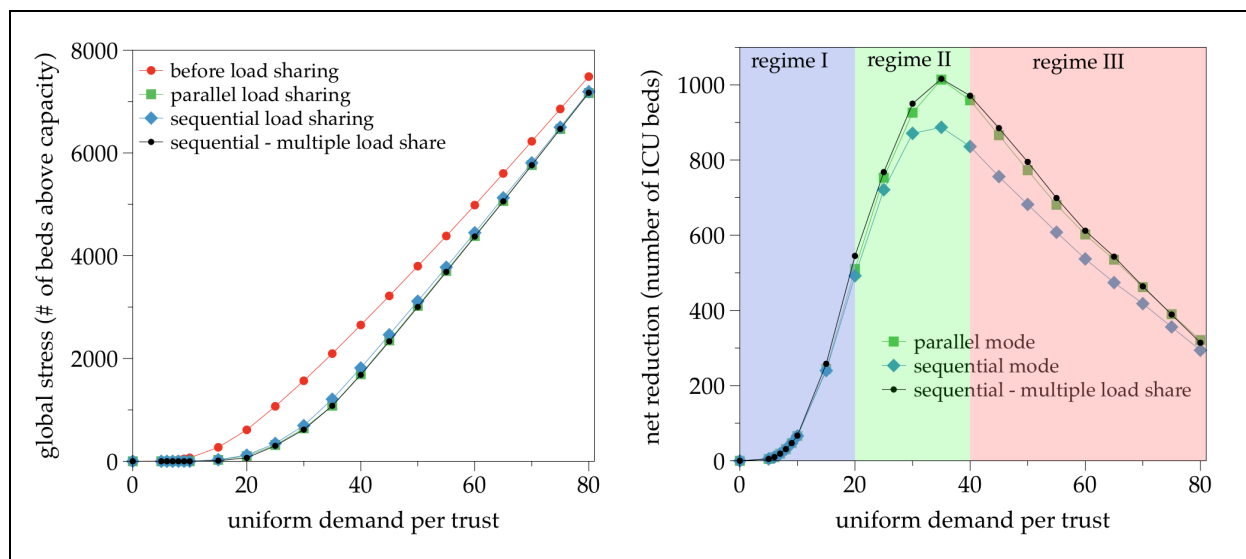 global stress (# of beds above capacity)
8000
6000
4000
2000
0
before load sharing
parallel load sharing
sequential load sharing
sequential - multiple load share
0
20
40
60
80
uniform demand per trust
net reduction (number of ICU beds)
1000
800
600
400
200
0
regime I
regime II
regime III
parallel mode
sequential mode
sequential - multiple load share
0
20
40
60
80
uniform demand per trust